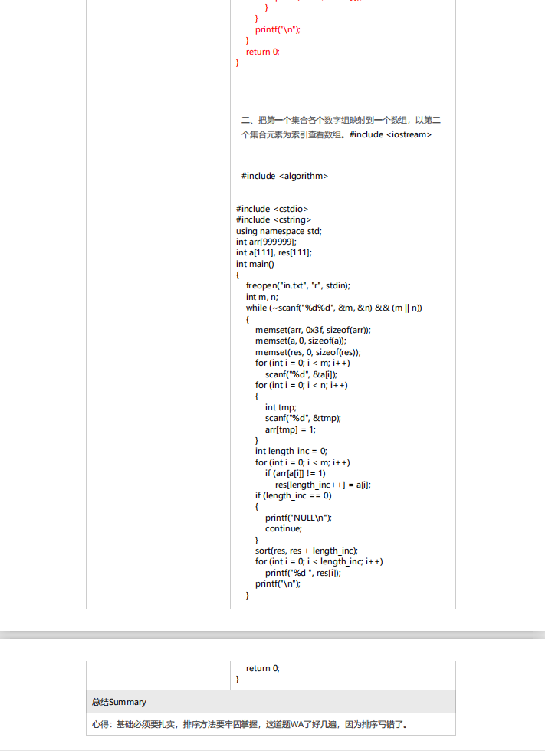 }
}
printf("\n");
}
return 0;
}
二、把第一个集合各个数字组映射到一个数组，以第二
个集合元素为索引查画数组。#include <iostream>
#include <algorithm>
#include <cstdio>
#include <cstring>
using namespace std;
int arr[999999];
int a[111], res[111];
int main()
{
freopen("in.txt", "r", stdin);
int m, n;
while (~scanf("%d%d", &m, &n) && (m || n))
{
memset(arr, 0x3f, sizeof(arr));
memset(a, 0, sizeof(a));
memset(res, 0, sizeof(res));
for (int i = 0; i < m; i++)
scanf("%d", &a[i]);
for (int i = 0; i < n; i++)
{
int tmp;
scanf("%d", &tmp);
arr[tmp] = 1;
}
int length_inc = 0;
for (int i = 0; i < m; i++)
if (arr[a[i]] != 1)
res[length_inc++] = a[i];
if (length_inc == 0)
{
printf("NULL\n");
continue;
}
sort(res, res + length_inc);
for (int i = 0; i < length_inc; i++)
printf("%d ", res[i]);
printf("\n");
}
return 0;
}
总结Summary
心得：基础必须要扎实，排序方法要牢固掌握，这道题WA了好几遍，因为排序写错了。